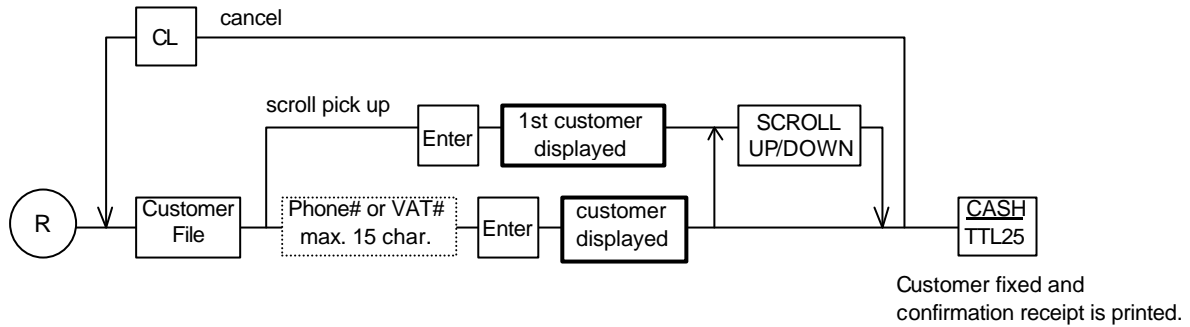 cancel
CL
scroll pick up
Enter
1st customer
displayed
SCROLL
UP/DOWN
R
Customer
File
Phone# or VAT#
max. 15 char.
Enter
customer
displayed
CASH
TTL25
Customer fixed and
confirmation receipt is printed.